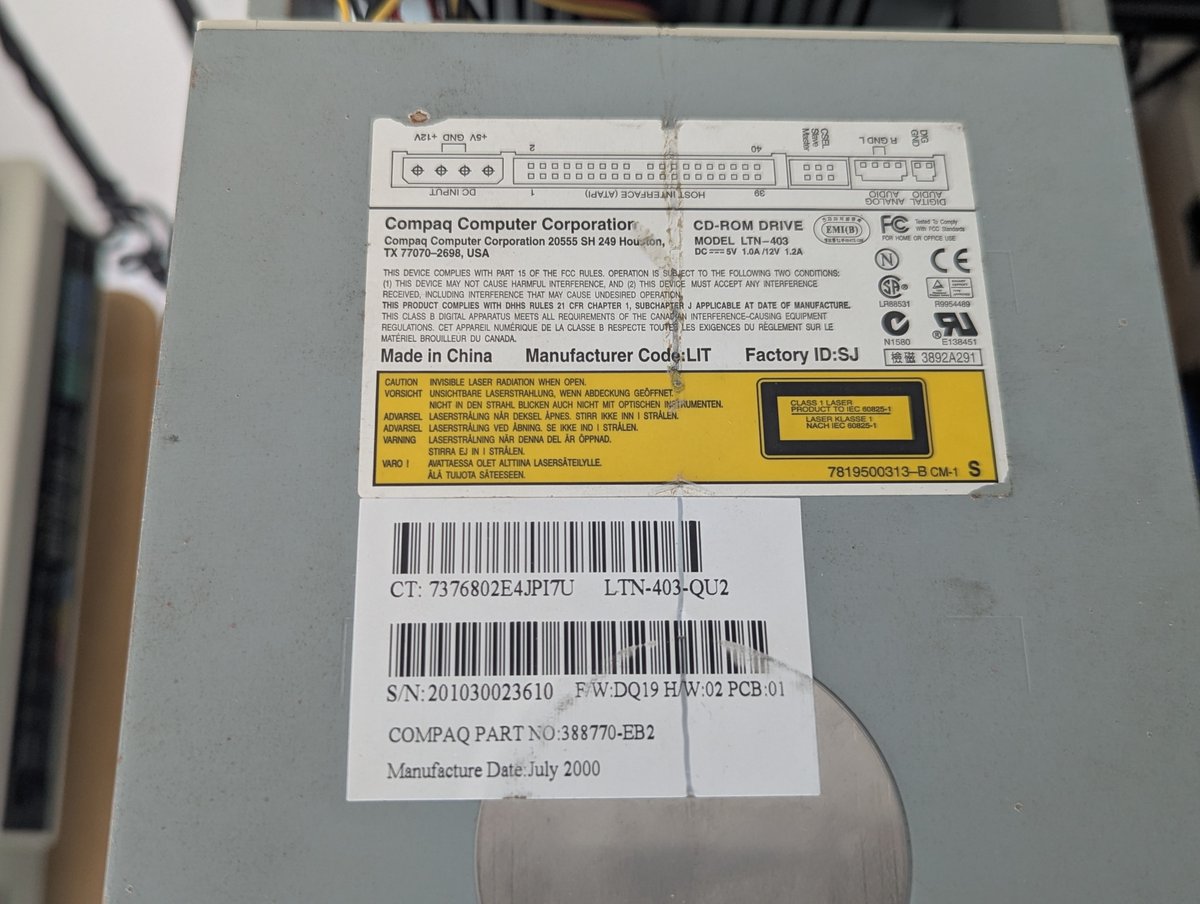 +12V GND +5V
2 40
Master
Slave
CSEL
R GND L
DIG
GND
DC INPUT
1
HOST INTERFACE (ATAPI)
39
ANALOG
AUDIO
DIGITAL
AUDIO
Compaq Computer Corporation
Compaq Computer Corporation 20555 SH 249 Houston,
TX 77070-2698, USA
CD-ROM DRIVE
MODEL LTN-403
DC 5V 1.0A /12V 1.2A
EMI(B)
FC Tested To Comply
With FCC Standards
FOR HOME OR OFFICE USE
N
CE
SA
LR88531
R9954489
N1580
E138451
檢磁 3892A291
THIS DEVICE COMPLIES WITH PART 15 OF THE FCC RULES. OPERATION IS SUBJECT TO THE FOLLOWING TWO CONDITIONS:
(1) THIS DEVICE MAY NOT CAUSE HARMFUL INTERFERENCE, AND (2) THIS DEVICE MUST ACCEPT ANY INTERFERENCE
RECEIVED, INCLUDING INTERFERENCE THAT MAY CAUSE UNDESIRED OPERATION.
THIS PRODUCT COMPLIES WITH DHHS RULES 21 CFR CHAPTER 1, SUBCHAPTER J APPLICABLE AT DATE OF MANUFACTURE.
THIS CLASS B DIGITAL APPARATUS MEETS ALL REQUIREMENTS OF THE CANADIAN INTERFERENCE-CAUSING EQUIPMENT
REGULATIONS. CET APPAREIL NUMÉRIQUE DE LA CLASSE B RESPECTE TOUTES LES EXIGENCES DU RÈGLEMENT SUR LE
MATÉRIEL BROUILLEUR DU CANADA.
Made in China Manufacturer Code:LIT Factory ID:SJ
CAUTION INVISIBLE LASER RADIATION WHEN OPEN.
VORSICHT UNSICHTBARE LASERSTRAHLUNG, WENN ABDECKUNG GEÖFFNET.
NICHT IN DEN STRAHL BLICKEN AUCH NICHT MIT OPTISCHEN INSTRUMENTEN.
ADVARSEL LASERSTRÅLING VÅR DEKSEL ÅPNES. STIRR IKKE INN I STRÅLEN.
ADVARSEL LASERSTRÅLING VED ÅBNING. SE IKKE IND I STRÅLEN.
VARNING LASERSTRÅLNING NÅR DENNA DEL ÄR ÖPPNAD.
STIRRA EJ IN I STRÅLEN.
VARO ! AVATTAESSA OLET ALTTIINA LASERSÄTEILYLLE.
ÄLÄ TUIJOTA SÄTEESEEN.
CLASS 1 LASER
PRODUCT TO IEC 60825-1
LASER KLASSE 1
NACH IEC 60825-1
7819500313-B CM-1 S
CT: 7376802E4JPI7U LTN-403-QU2
S/N:201030023610 F/W:DQ19 H/W:02 PCB:01
COMPAQ PART NO:388770-EB2
Manufacture Date:July 2000